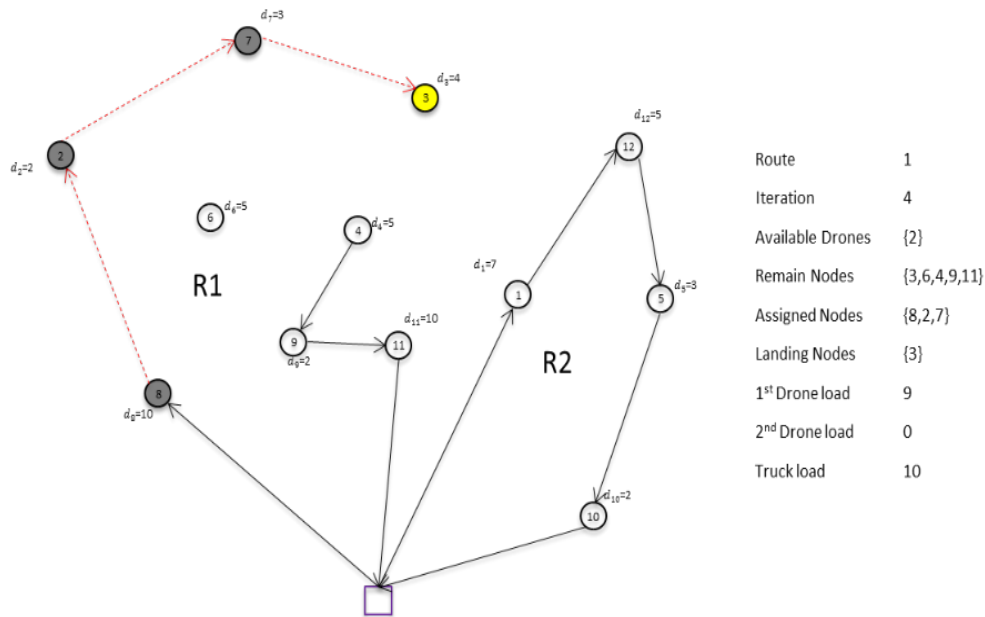 d₇=3
7
d₃=4
3
d₁₂=5
12
2
d₂=2
6
d₆=5
4
d₄=5
R1
d₁=7
1
5
d₅=3
d₁₁=10
9
11
d₉=2
R2
8
d₈=10
d₁₀=2
10
Route 1
Iteration 4
Available Drones {2}
Remain Nodes {3,6,4,9,11}
Assigned Nodes {8,2,7}
Landing Nodes {3}
1st Drone load 9
2nd Drone load 0
Truck load 10